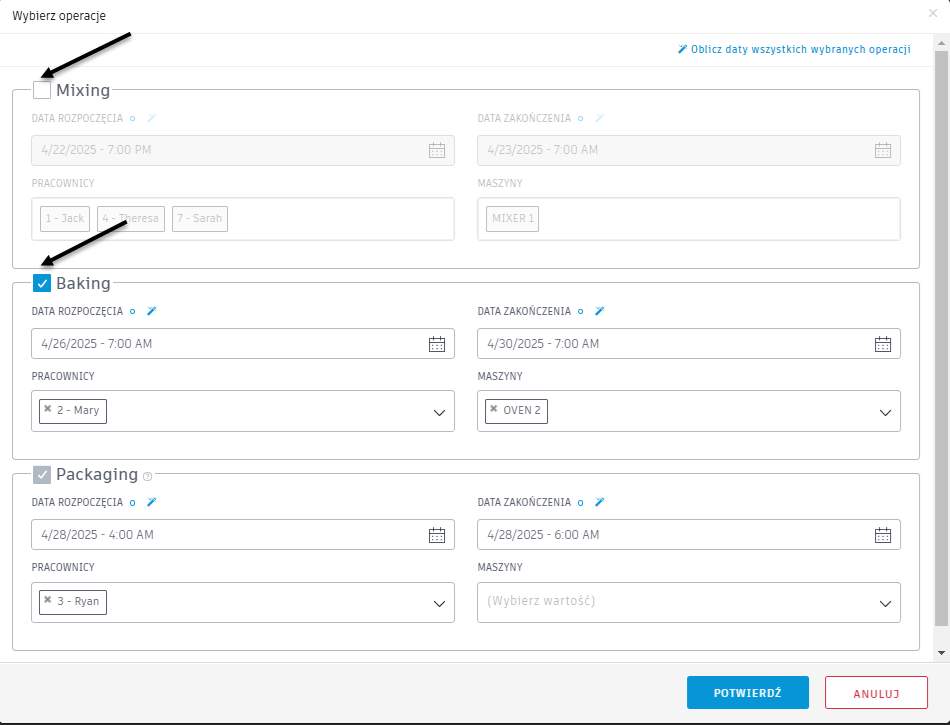 Wybierz operacje
Oblicz daty wszystkich wybranych operacji
Mixing
DATA ROZPOCZĘCIA DATA ZAKOŃCZENIA
4/22/2025 - 7:00 PM 4/23/2025 - 7:00 AM
PRACOWNICY MASZYNY
1 - Jack 4 - Theresa 7 - Sarah MIXER 1
Baking
DATA ROZPOCZĘCIA DATA ZAKOŃCZENIA
4/26/2025 - 7:00 AM 4/30/2025 - 7:00 AM
PRACOWNICY MASZYNY
2 - Mary OVEN 2
Packaging
DATA ROZPOCZĘCIA DATA ZAKOŃCZENIA
4/28/2025 - 4:00 AM 4/28/2025 - 6:00 AM
PRACOWNICY MASZYNY
3 - Ryan (Wybierz wartość)
POTWIERDŹ ANULUJ